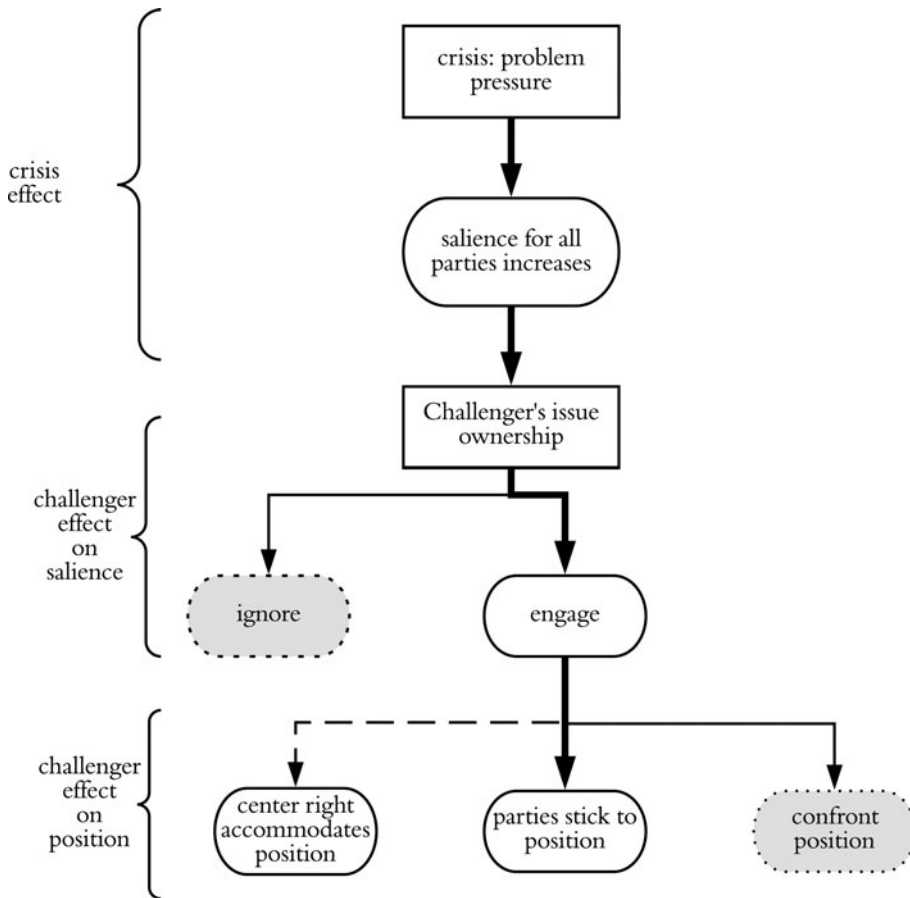 crisis: problem
pressure
crisis
effect
salience for all
parties increases
Challenger's issue
ownership
challenger
effect
on
salience
ignore
engage
challenger
effect
on
position
center right
accommodates
position
parties stick to
position
confront
position